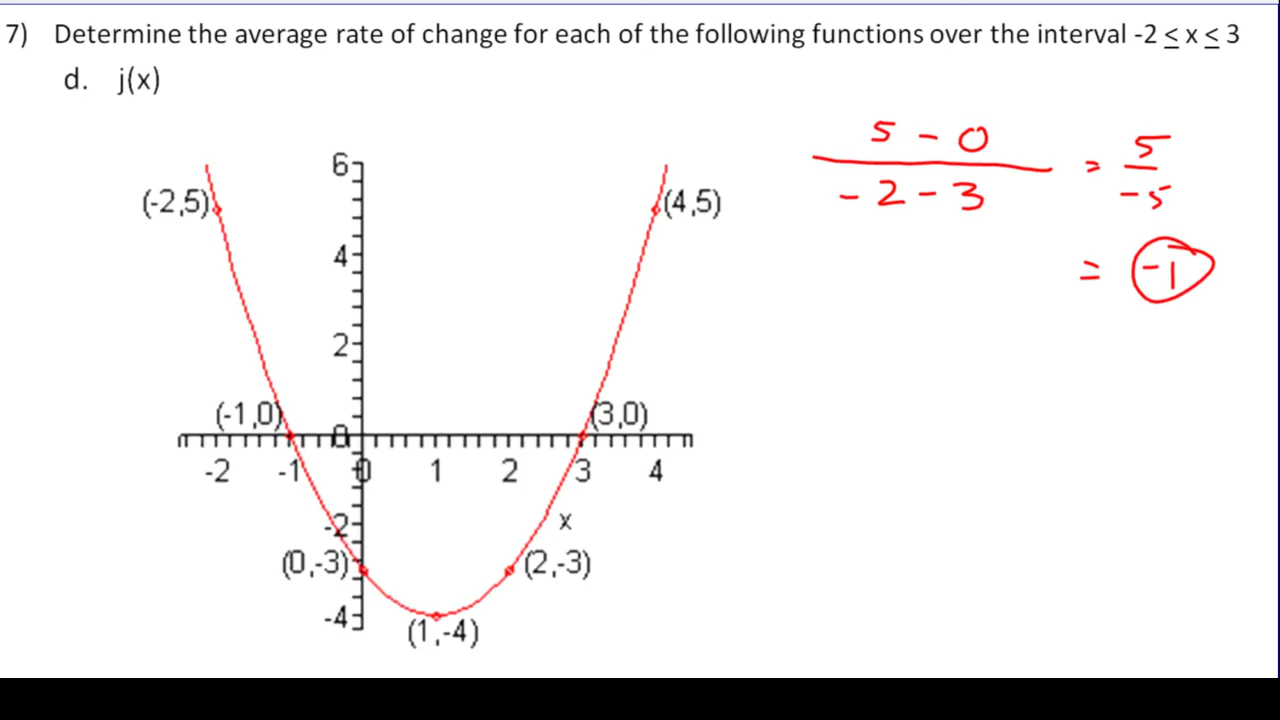 7) Determine the average rate of change for each of the following functions over the interval -2 ≤ x ≤ 3
d. j(x)
5 - 0
-2 - 3
= 5
-5
= -1
6
(-2,5)
(4,5)
4
2
(-1,0)
(3,0)
0
-2 -1 0 1 2 3 4
-2
x
(0,-3)
(2,-3)
-4
(1,-4)